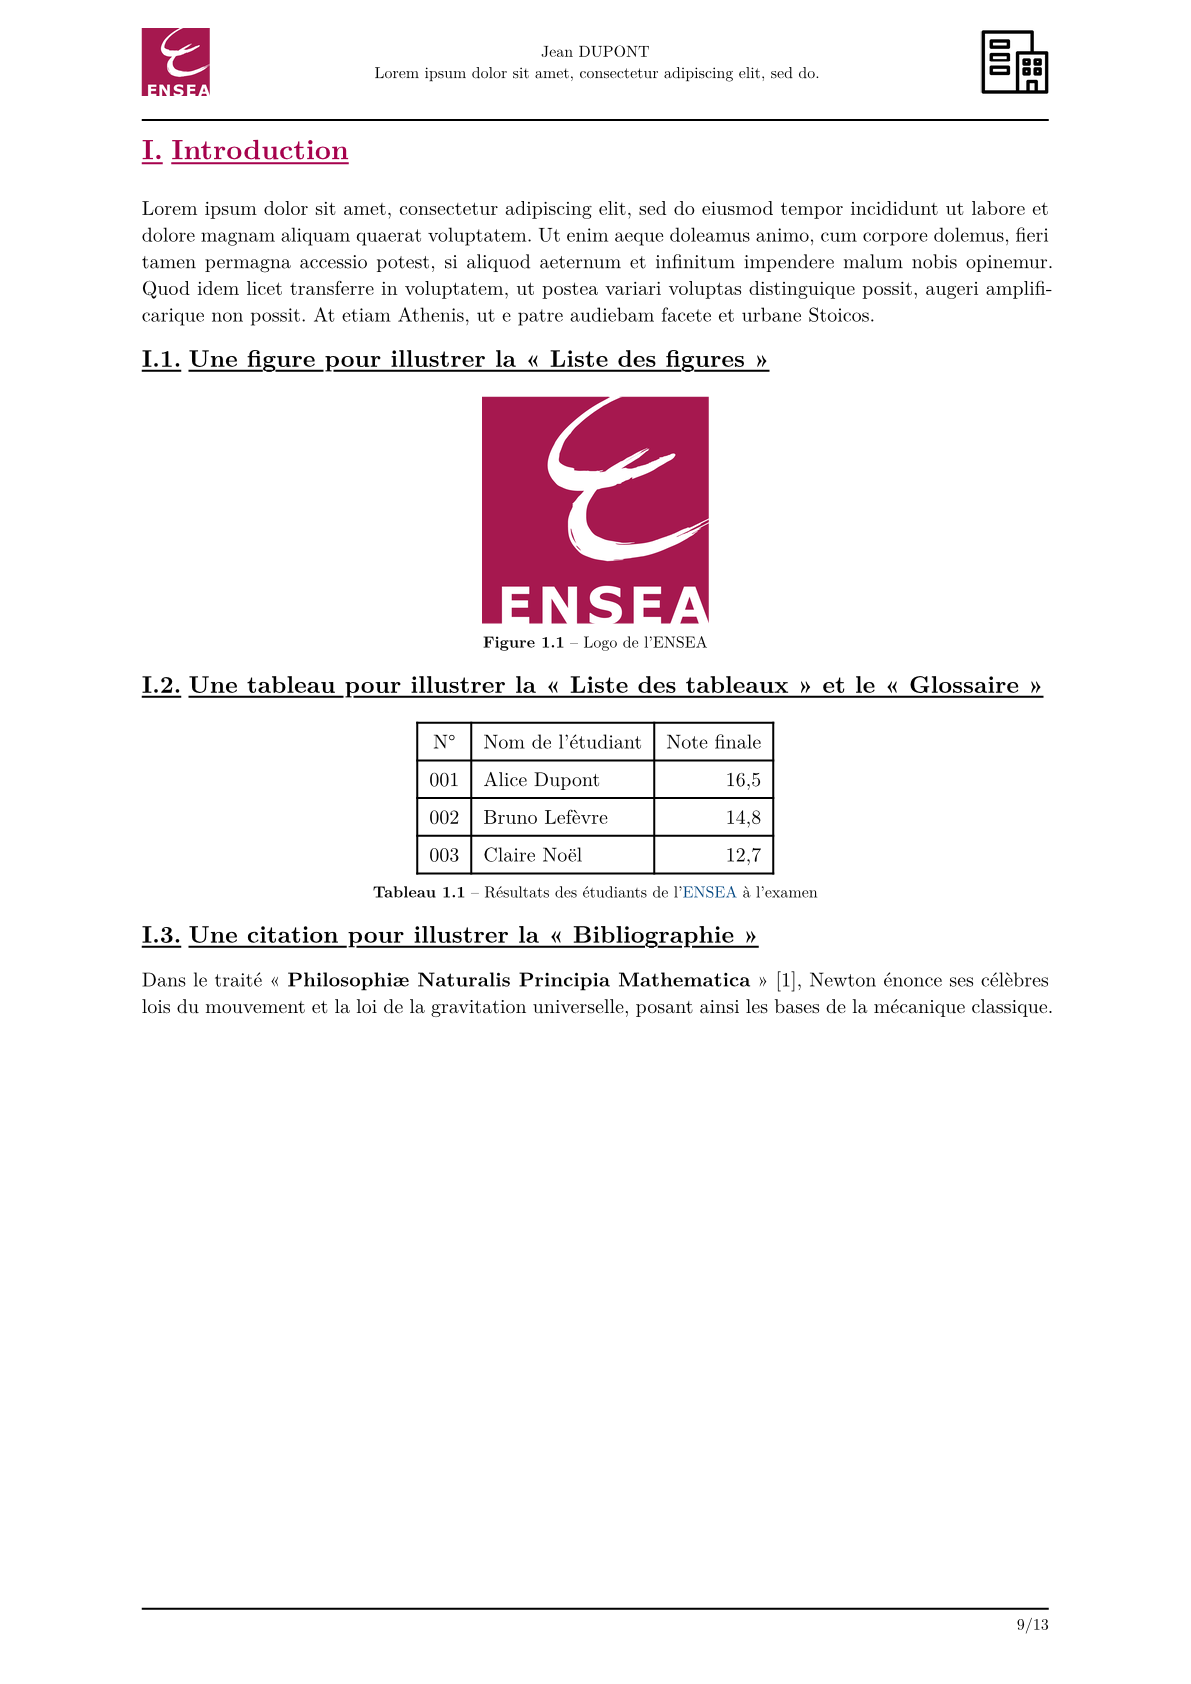 ENSEA
Jean DUPONT
Lorem ipsum dolor sit amet, consectetur adipiscing elit, sed do.
I. Introduction
Lorem ipsum dolor sit amet, consectetur adipiscing elit, sed do eiusmod tempor incididunt ut labore et
dolore magnam aliquam quaerat voluptatem. Ut enim aeque doleamus animo, cum corpore dolemus, fieri
tamen permagna accessio potest, si aliquod aeternum et infinitum impendere malum nobis opinemur.
Quod idem licet transferre in voluptatem, ut postea variari voluptas distinguique possit, augeri amplifi-
carique non possit. At etiam Athenis, ut e patre audiebam facete et urbane Stoicos.
I.1. Une figure pour illustrer la « Liste des figures »
ENSEA
Figure 1.1 – Logo de l'ENSEA
I.2. Une tableau pour illustrer la « Liste des tableaux » et le « Glossaire »
N° Nom de l'étudiant Note finale
001 Alice Dupont 16,5
002 Bruno Lefèvre 14,8
003 Claire Noël 12,7
Tableau 1.1 – Résultats des étudiants de l'ENSEA à l'examen
I.3. Une citation pour illustrer la « Bibliographie »
Dans le traité « Philosophiæ Naturalis Principia Mathematica » [1], Newton énonce ses célèbres
lois du mouvement et la loi de la gravitation universelle, posant ainsi les bases de la mécanique classique.
9/13